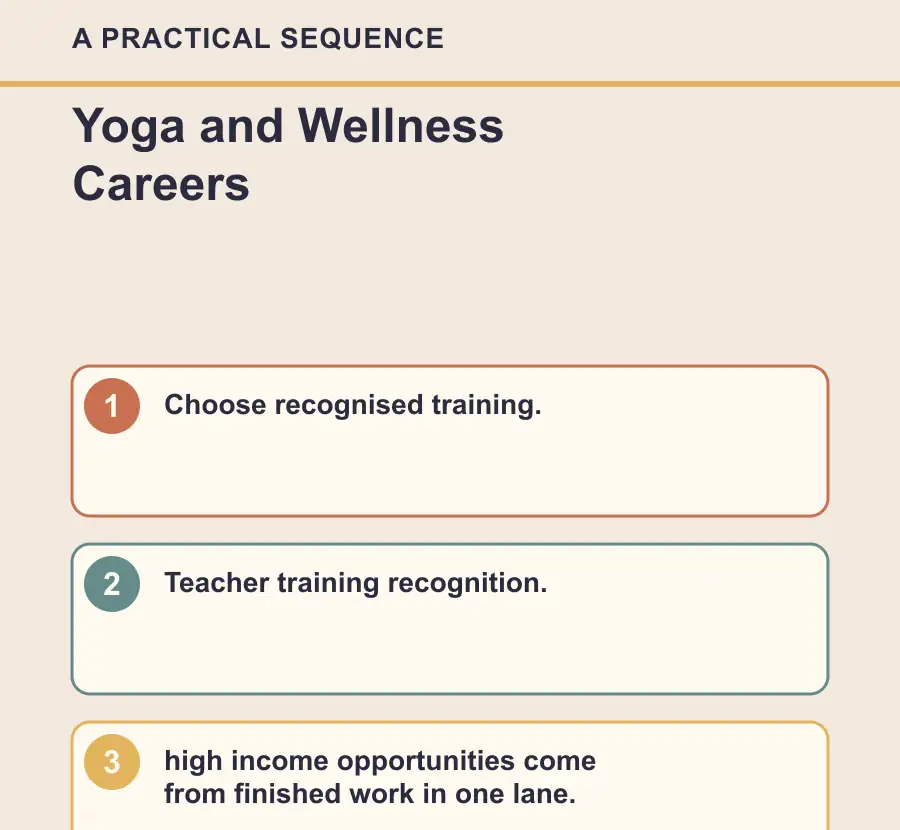 A PRACTICAL SEQUENCE
Yoga and Wellness
Careers
1
Choose recognised training.
2
Teacher training recognition.
3
high income opportunities come
from finished work in one lane.